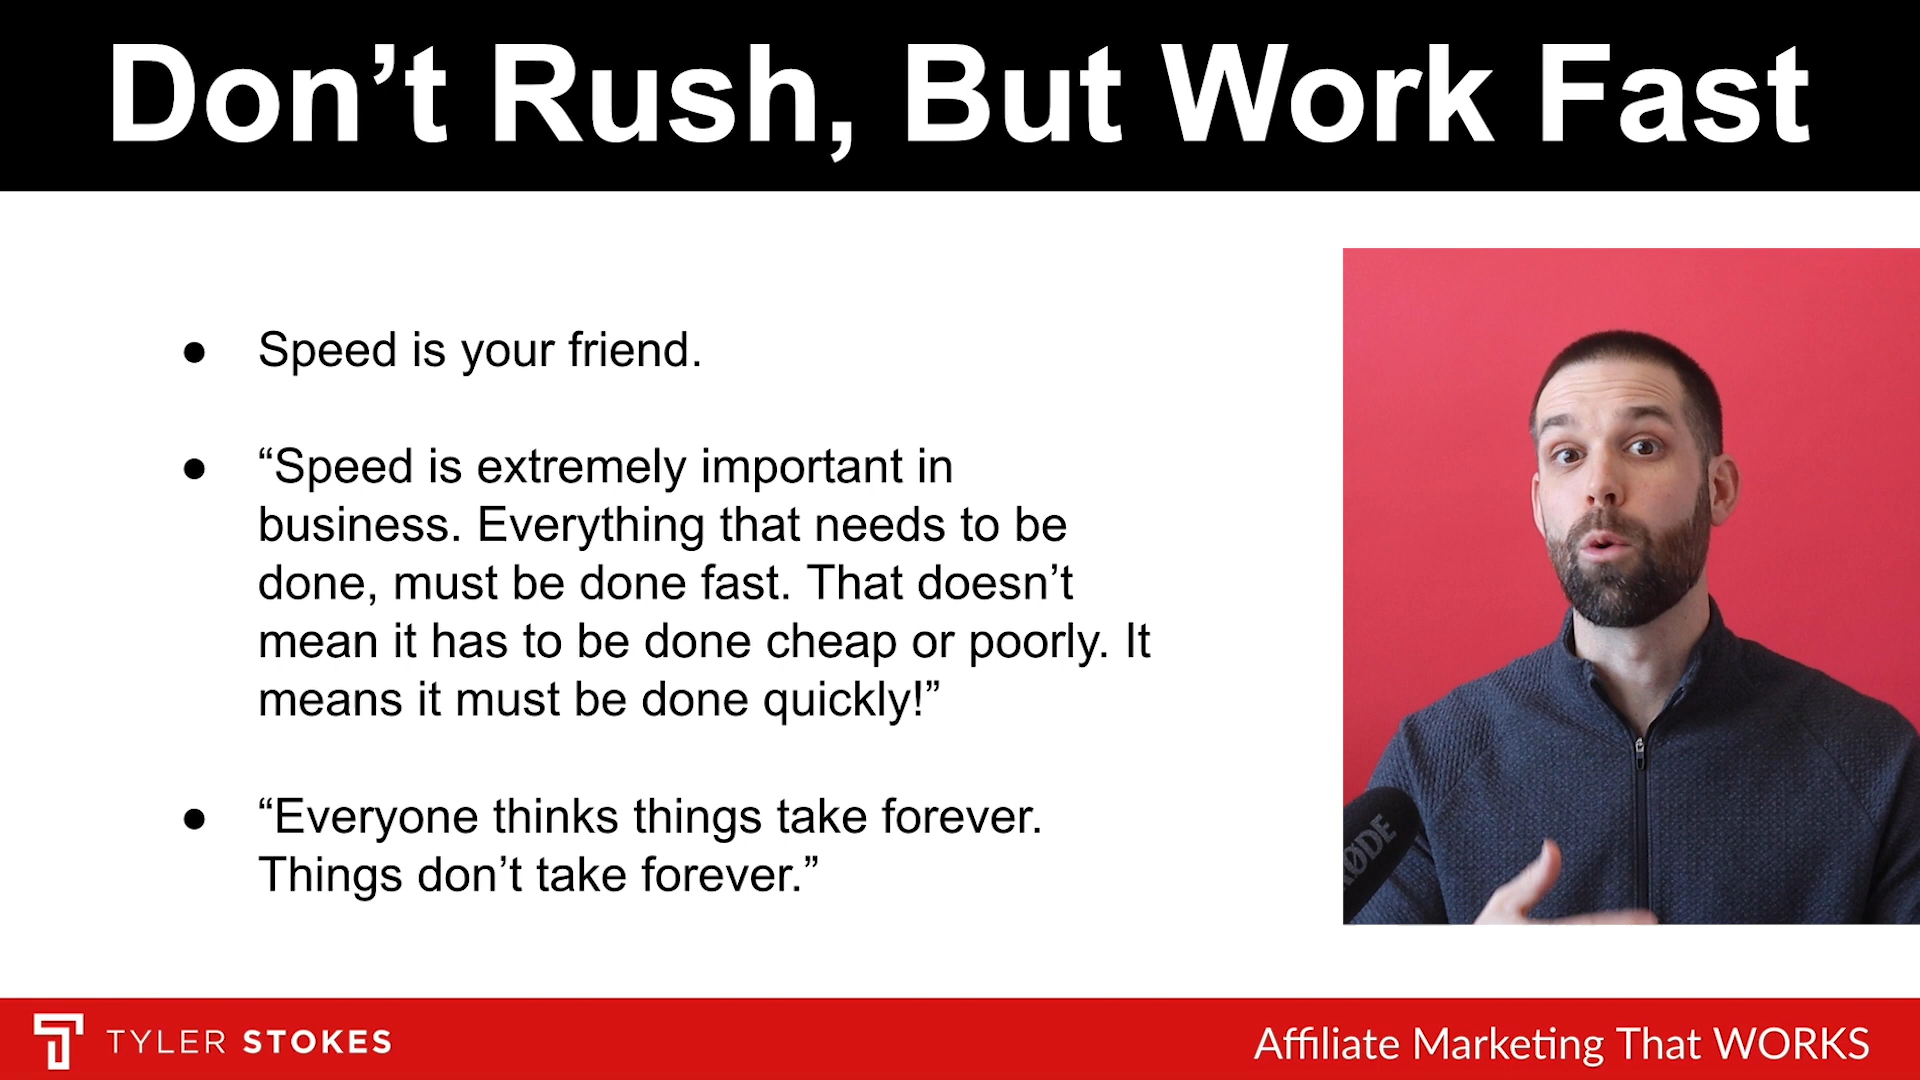 Don’t Rush, But Work Fast
● Speed is your friend.
● “Speed is extremely important in
business. Everything that needs to be
done, must be done fast. That doesn’t
mean it has to be done cheap or poorly. It
means it must be done quickly!”
● “Everyone thinks things take forever.
Things don’t take forever.”
RØDE
TYLER STOKES
Affiliate Marketing That WORKS